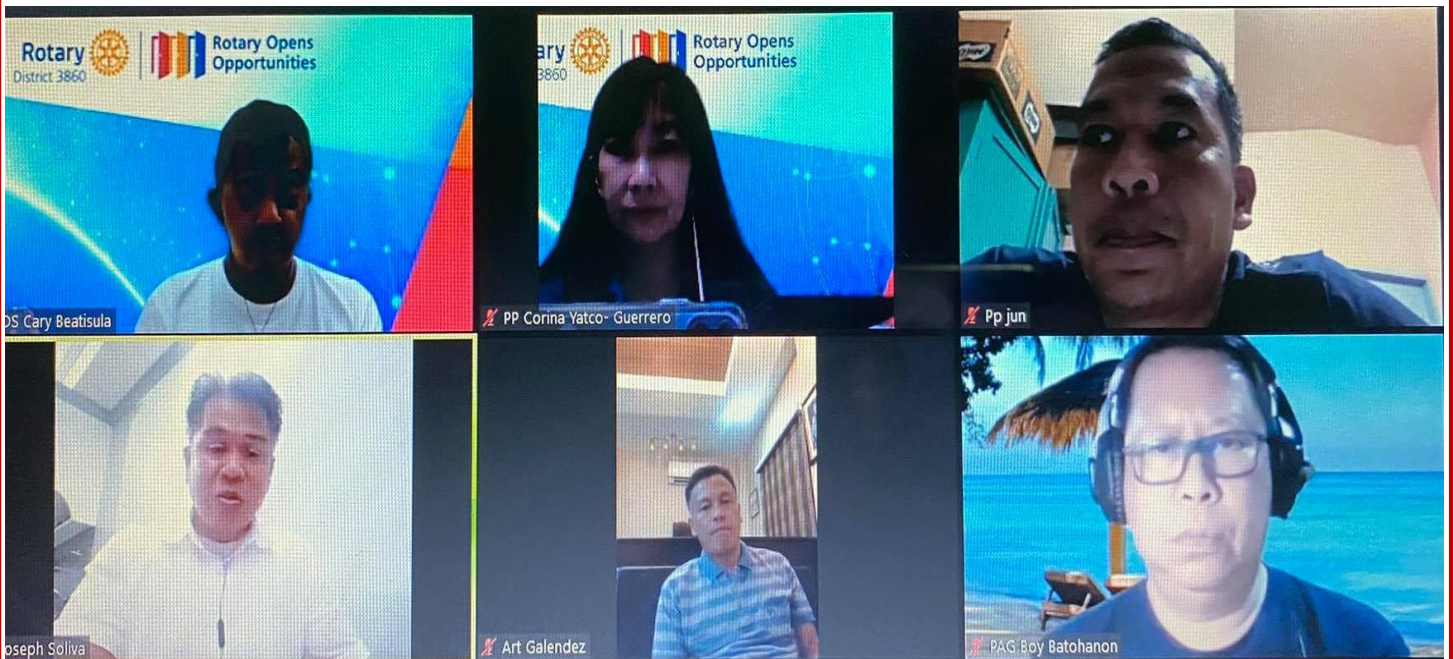 Rotary
District 3860
Rotary Opens
Opportunities
ary
3860
Rotary Opens
Opportunities
DS Cary Beatisula
PP Corina Yatco- Guerrero
Pp jun
oseph Soliva
Art Galendez
PAG Boy Batohanon